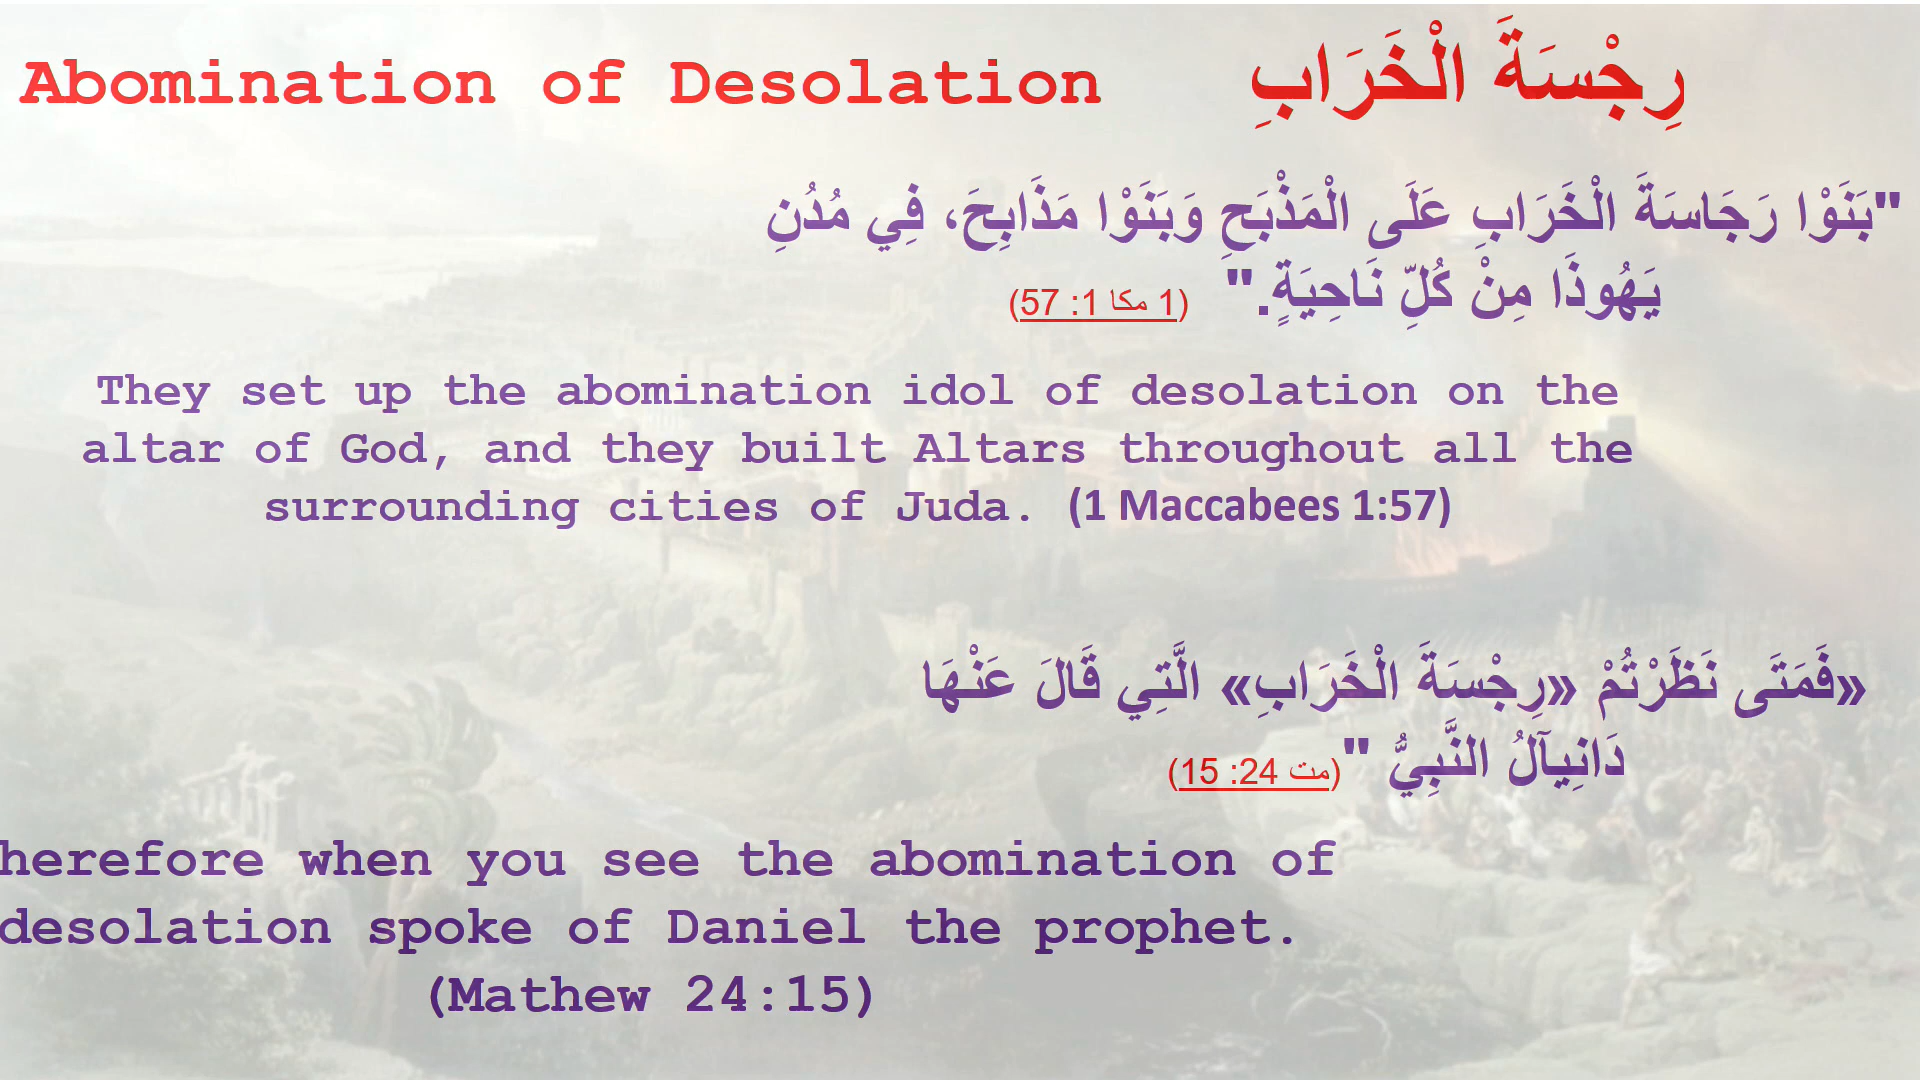 Abomination of Desolation
رِجْسَةَ الْخَرَابِ
"بَنَوْا رَجَاسَةَ الْخَرَابِ عَلَى الْمَذْبَحِ وَبَنَوْا مَذَابِحَ، فِي مُدُنِ
يَهُوذَا مِنْ كُلِّ نَاحِيَةٍ." (1 مكا 1: 57)
They set up the abomination idol of desolation on the
altar of God, and they built Altars throughout all the
surrounding cities of Juda. (1 Maccabees 1:57)
«فَمَتَى نَظَرْتُمْ «رِجْسَةَ الْخَرَابِ» الَّتِي قَالَ عَنْهَا
دَانِيآلُ النَّبِيُّ "(مت 24: 15)
herefore when you see the abomination of
desolation spoke of Daniel the prophet.
(Mathew 24:15)